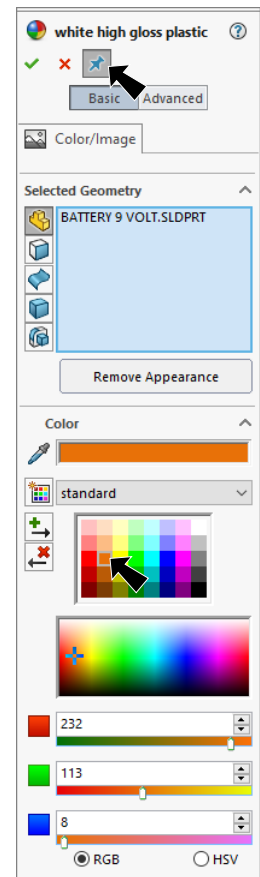 white high gloss plastic ?
Basic Advanced
Color/Image
Selected Geometry
BATTERY 9 VOLT.SLDPRT
Remove Appearance
Color
standard
232
113
8
RGB HSV